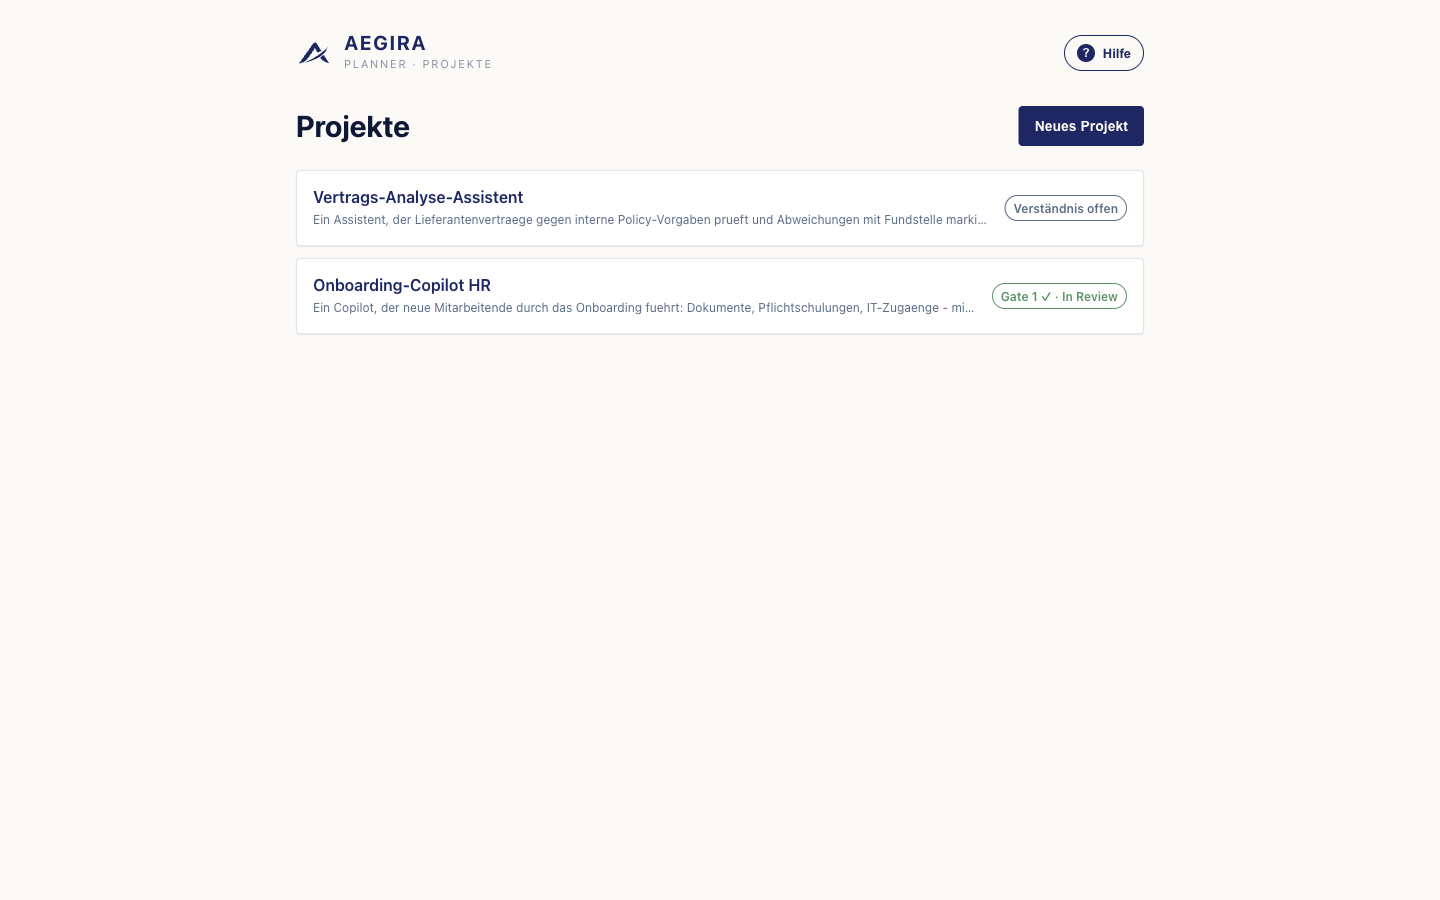 AEGIRA
PLANNER · PROJEKTE
? Hilfe
Projekte
Neues Projekt
Vertrags-Analyse-Assistent
Ein Assistent, der Lieferantenvertraege gegen interne Policy-Vorgaben prueft und Abweichungen mit Fundstelle marki...
Verständnis offen
Onboarding-Copilot HR
Ein Copilot, der neue Mitarbeitende durch das Onboarding fuehrt: Dokumente, Pflichtschulungen, IT-Zugaenge - mi...
Gate 1 ✓ · In Review